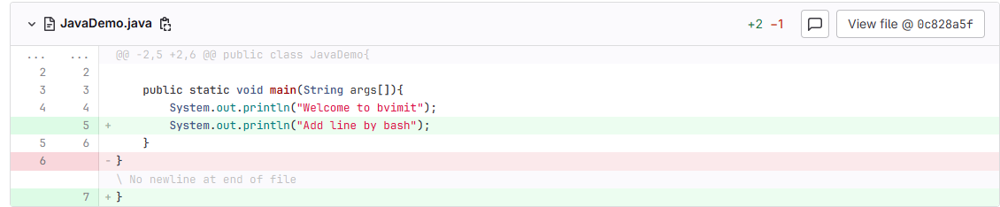 JavaDemo.java +2 −1 View file @ 0c828a5f
... ... @@ -2,5 +2,6 @@ public class JavaDemo{
2 2
3 3 public static void main(String args[]){
4 4 System.out.println("Welcome to bvimit");
5 + System.out.println("Add line by bash");
5 6 }
6 - }
\ No newline at end of file
7 + }